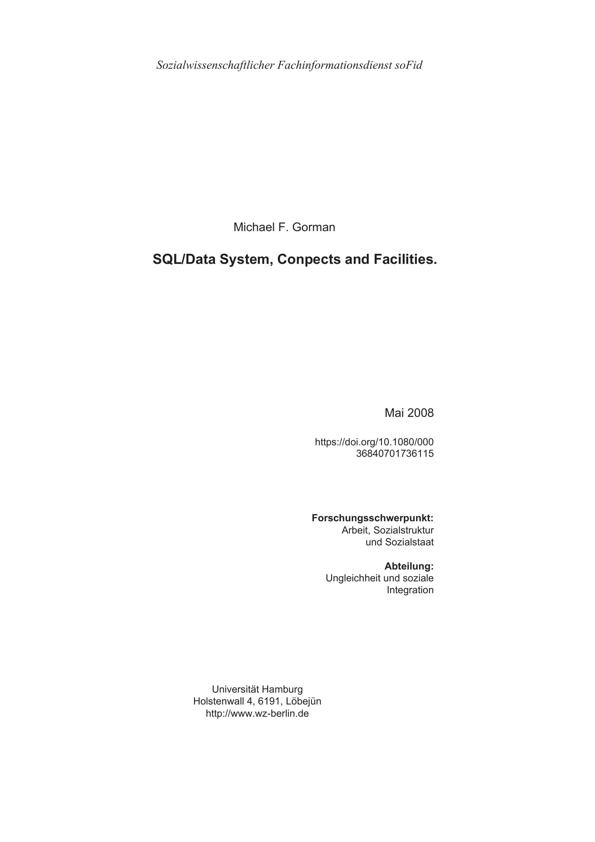 Sozialwissenschaftlicher Fachinformationsdienst soFid
Michael F. Gorman
SQL/Data System, Conpects and Facilities.
Mai 2008
https://doi.org/10.1080/000
36840701736115
Forschungsschwerpunkt:
Arbeit, Sozialstruktur
und Sozialstaat
Abteilung:
Ungleichheit und soziale
Integration
Universität Hamburg
Holstenwall 4, 6191, Löbejün
http://www.wz-berlin.de